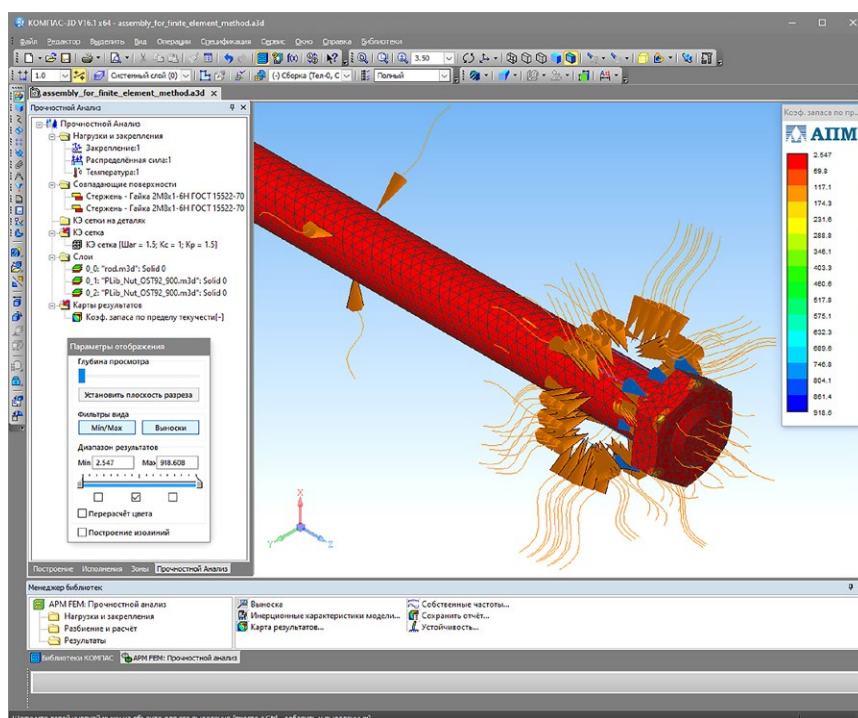 КОМПАС-3D V16.1 x64 - assembly_for_finite_element_method.a3d
Файл Редактор Выделить Вид Операции Спецификация Сервис Окно Справка Библиотеки
3.50
1.0 Системный слой (0) (-) Сборка (Тел-0, С Полный
assembly_for_finite_element_method.a3d
Прочностной Анализ
Прочностной Анализ
Нагрузки и закрепления
Закрепление:1
Распределённая сила:1
Температура:1
Совпадающие поверхности
Стержень - Гайка 2М8х1-6Н ГОСТ 15522-70
Стержень - Гайка 2М8х1-6Н ГОСТ 15522-70
КЭ сетки на деталях
КЭ сетка
КЭ сетка [Шаг = 1.5; Кс = 1; Кр = 1.5]
Слои
0_0: "rod.m3d": Solid 0
0_1: "PLib_Nut_OST92_900.m3d": Solid 0
0_2: "PLib_Nut_OST92_900.m3d": Solid 0
Карты результатов
Коэф. запаса по пределу текучести[-]
Параметры отображения
Глубина просмотра
Установить плоскость разреза
Фильтры вида
Min/Max Выноски
Диапазон результатов
Min 2.547 Max 918.608
Перерасчёт цвета
Построение изолиний
Построение Исполнения Зоны Прочностной Анализ
Коэф. запаса по пр...
АПМ
2.547
59.8
117.1
174.3
231.6
288.8
346.1
403.3
460.6
517.8
575.1
632.3
689.6
746.8
804.1
861.4
918.6
X
Y
Z
Менеджер библиотек
APM FEM: Прочностной анализ
Нагрузки и закрепления
Разбиение и расчёт
Результаты
Выноска
Инерционные характеристики модели...
Карта результатов...
Собственные частоты...
Сохранить отчёт...
Устойчивость...
Библиотеки КОМПАС APM FEM: Прочностной анализ